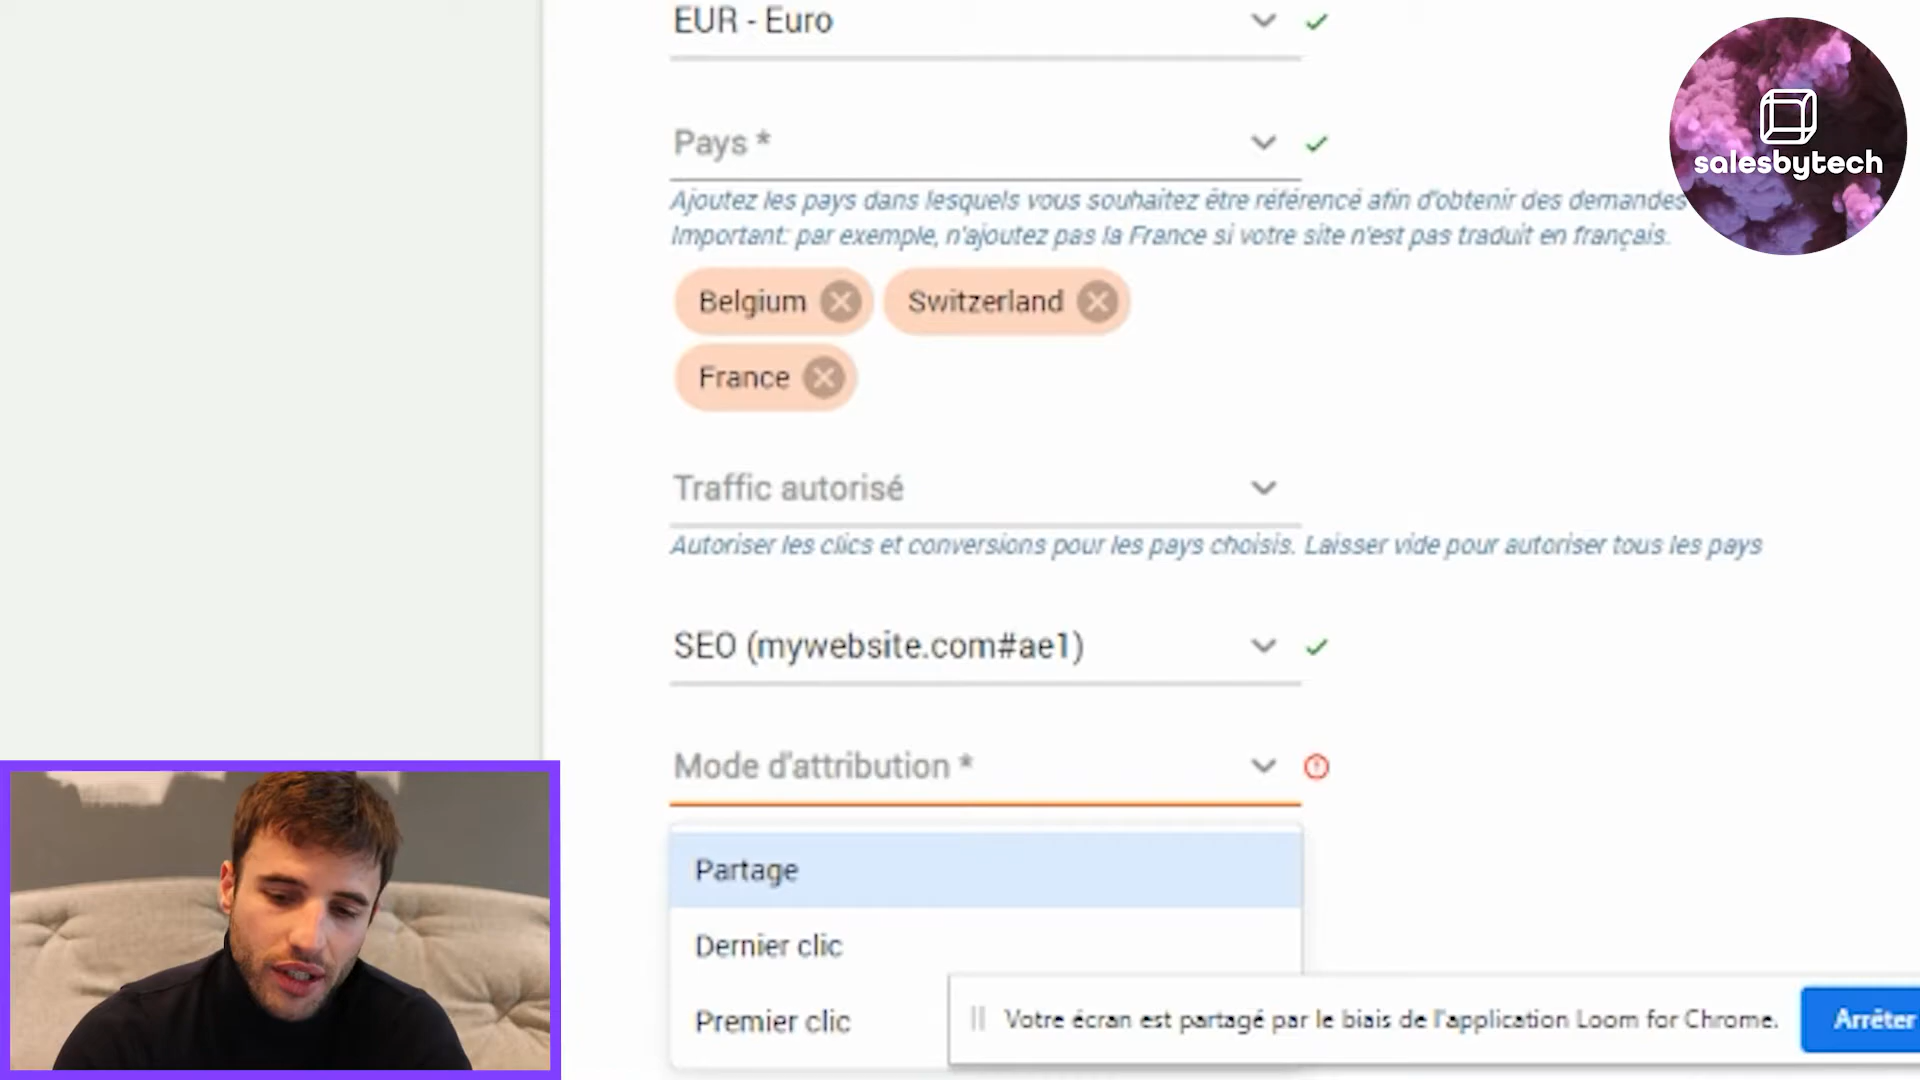 EUR - Euro
Pays *
Ajoutez les pays dans lesquels vous souhaitez être référencé afin d'obtenir des demandes
Important: par exemple, n'ajoutez pas la France si votre site n'est pas traduit en français.
Belgium
Switzerland
France
Traffic autorisé
Autoriser les clics et conversions pour les pays choisis. Laisser vide pour autoriser tous les pays
SEO (mywebsite.com#ae1)
Mode d'attribution *
Partage
Dernier clic
Premier clic
Votre écran est partagé par le biais de l'application Loom for Chrome.
Arrêter
salesbytech